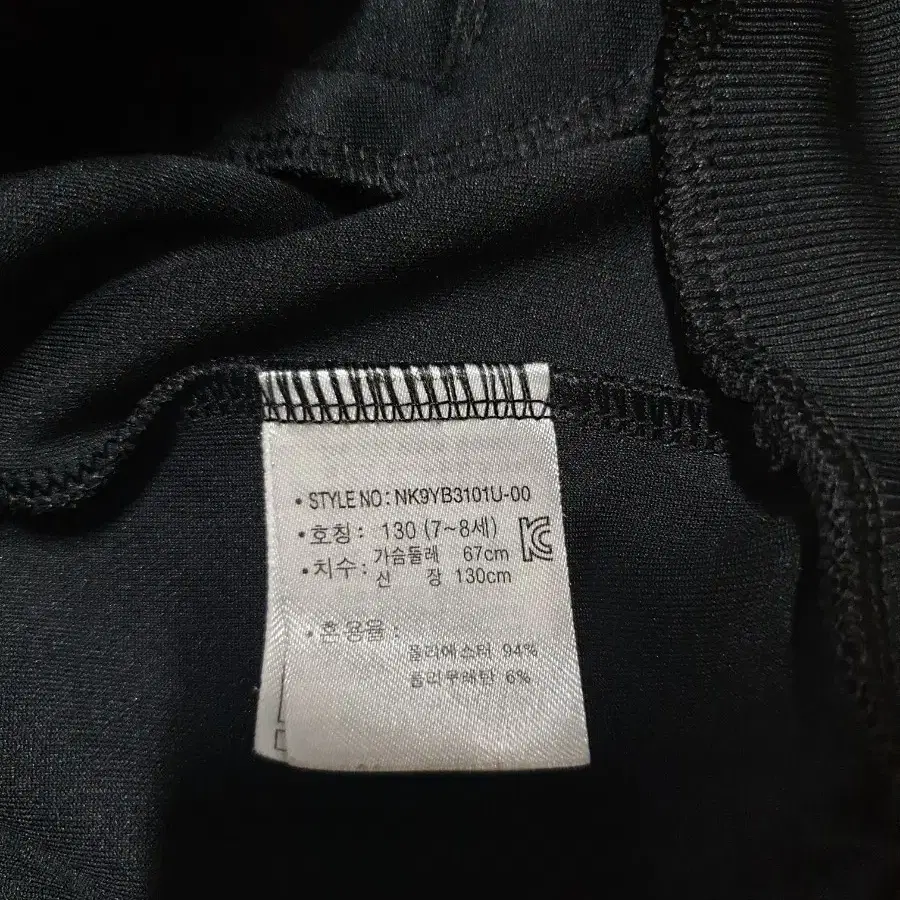 • STYLE NO : NK9YB3101U-00
• 호칭 : 130 (7~8세)
• 치수 : 가슴둘레 67cm
신 장 130cm
• 혼용율 :
폴리에스터 94%
폴리우레탄 6%